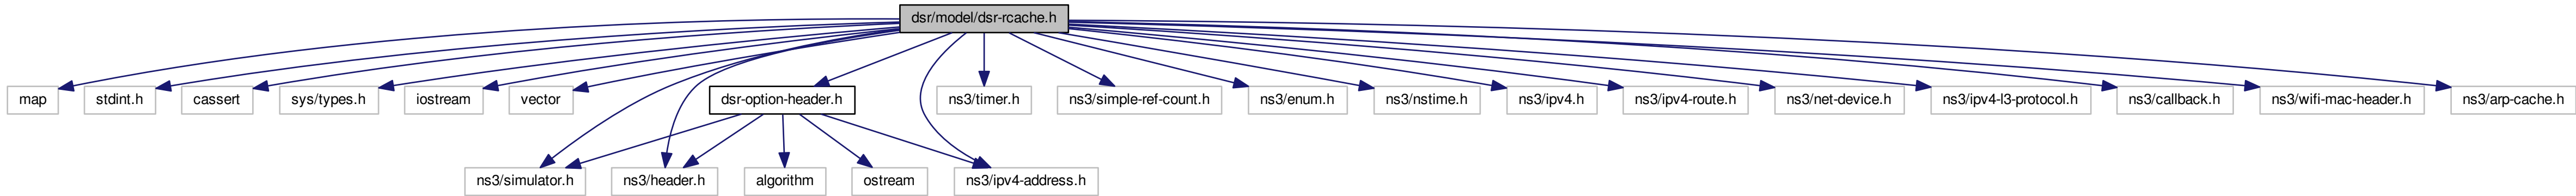 dsr/model/dsr-rcache.h
map
stdint.h
cassert
sys/types.h
iostream
vector
dsr-option-header.h
ns3/timer.h
ns3/simple-ref-count.h
ns3/enum.h
ns3/nstime.h
ns3/ipv4.h
ns3/ipv4-route.h
ns3/net-device.h
ns3/ipv4-l3-protocol.h
ns3/callback.h
ns3/wifi-mac-header.h
ns3/arp-cache.h
ns3/simulator.h
ns3/header.h
algorithm
ostream
ns3/ipv4-address.h